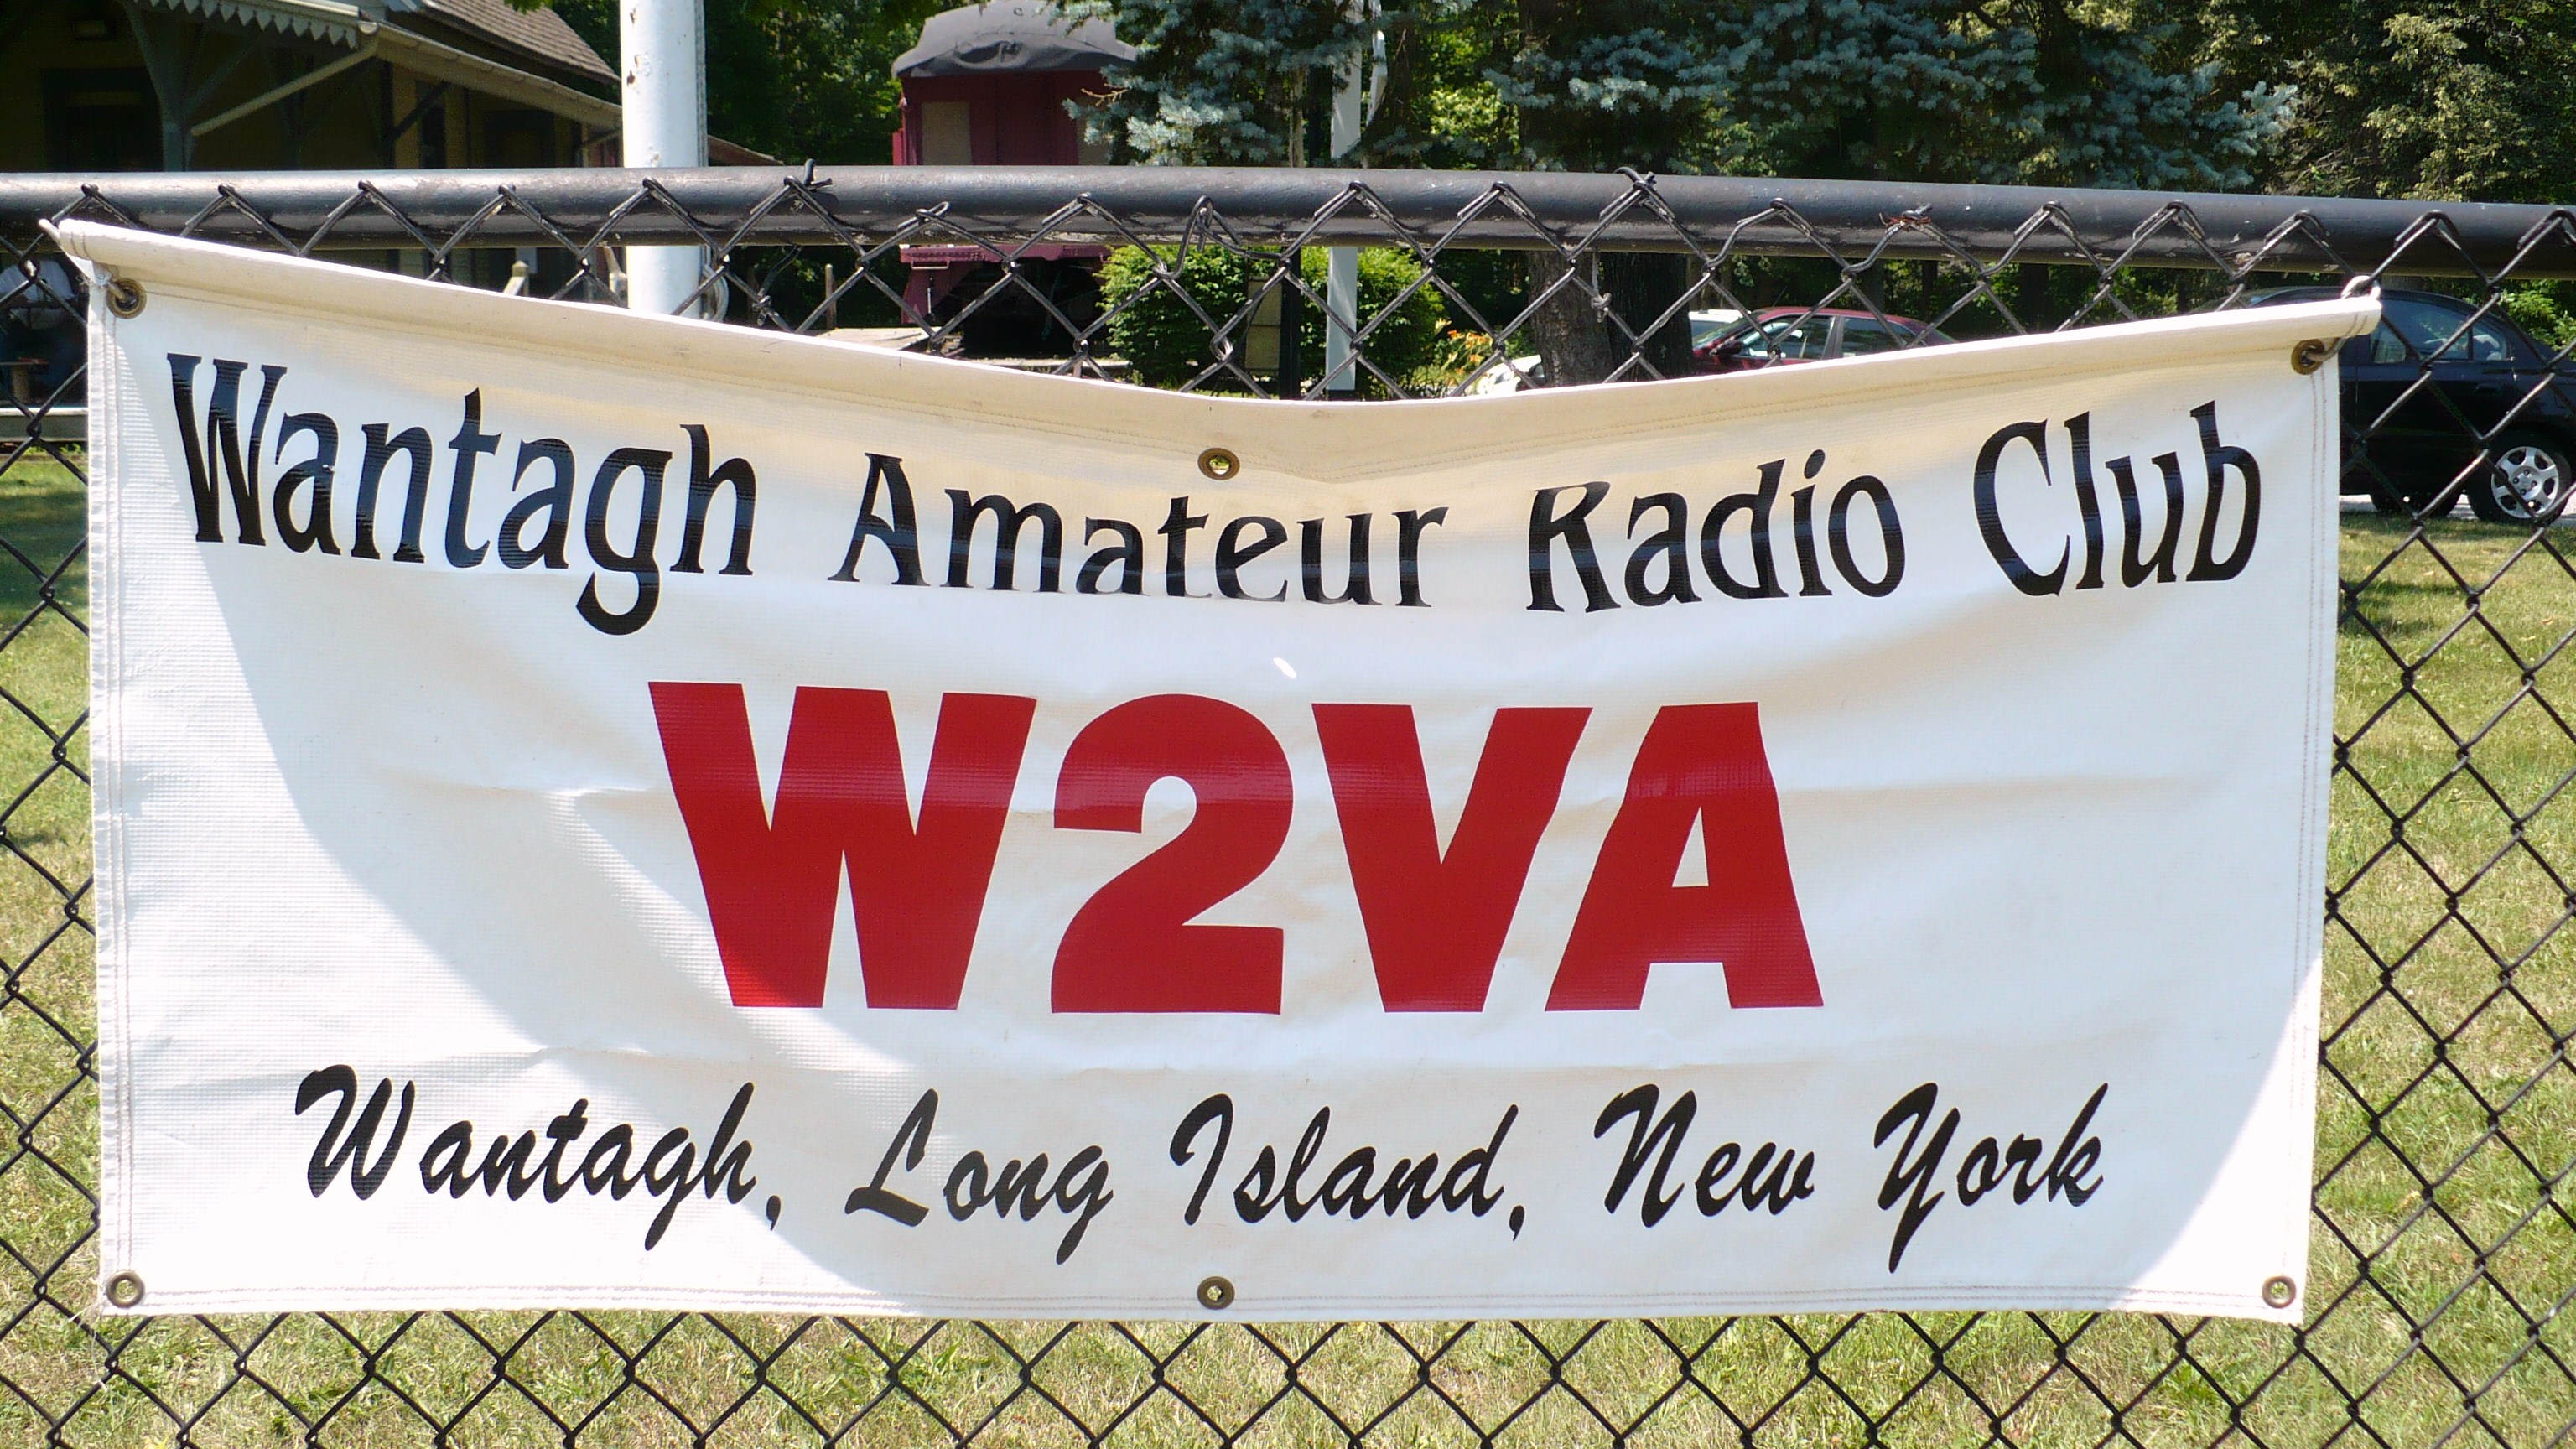 Wantagh Amateur Radio Club
W2VA
Wantagh, Long Island, New York